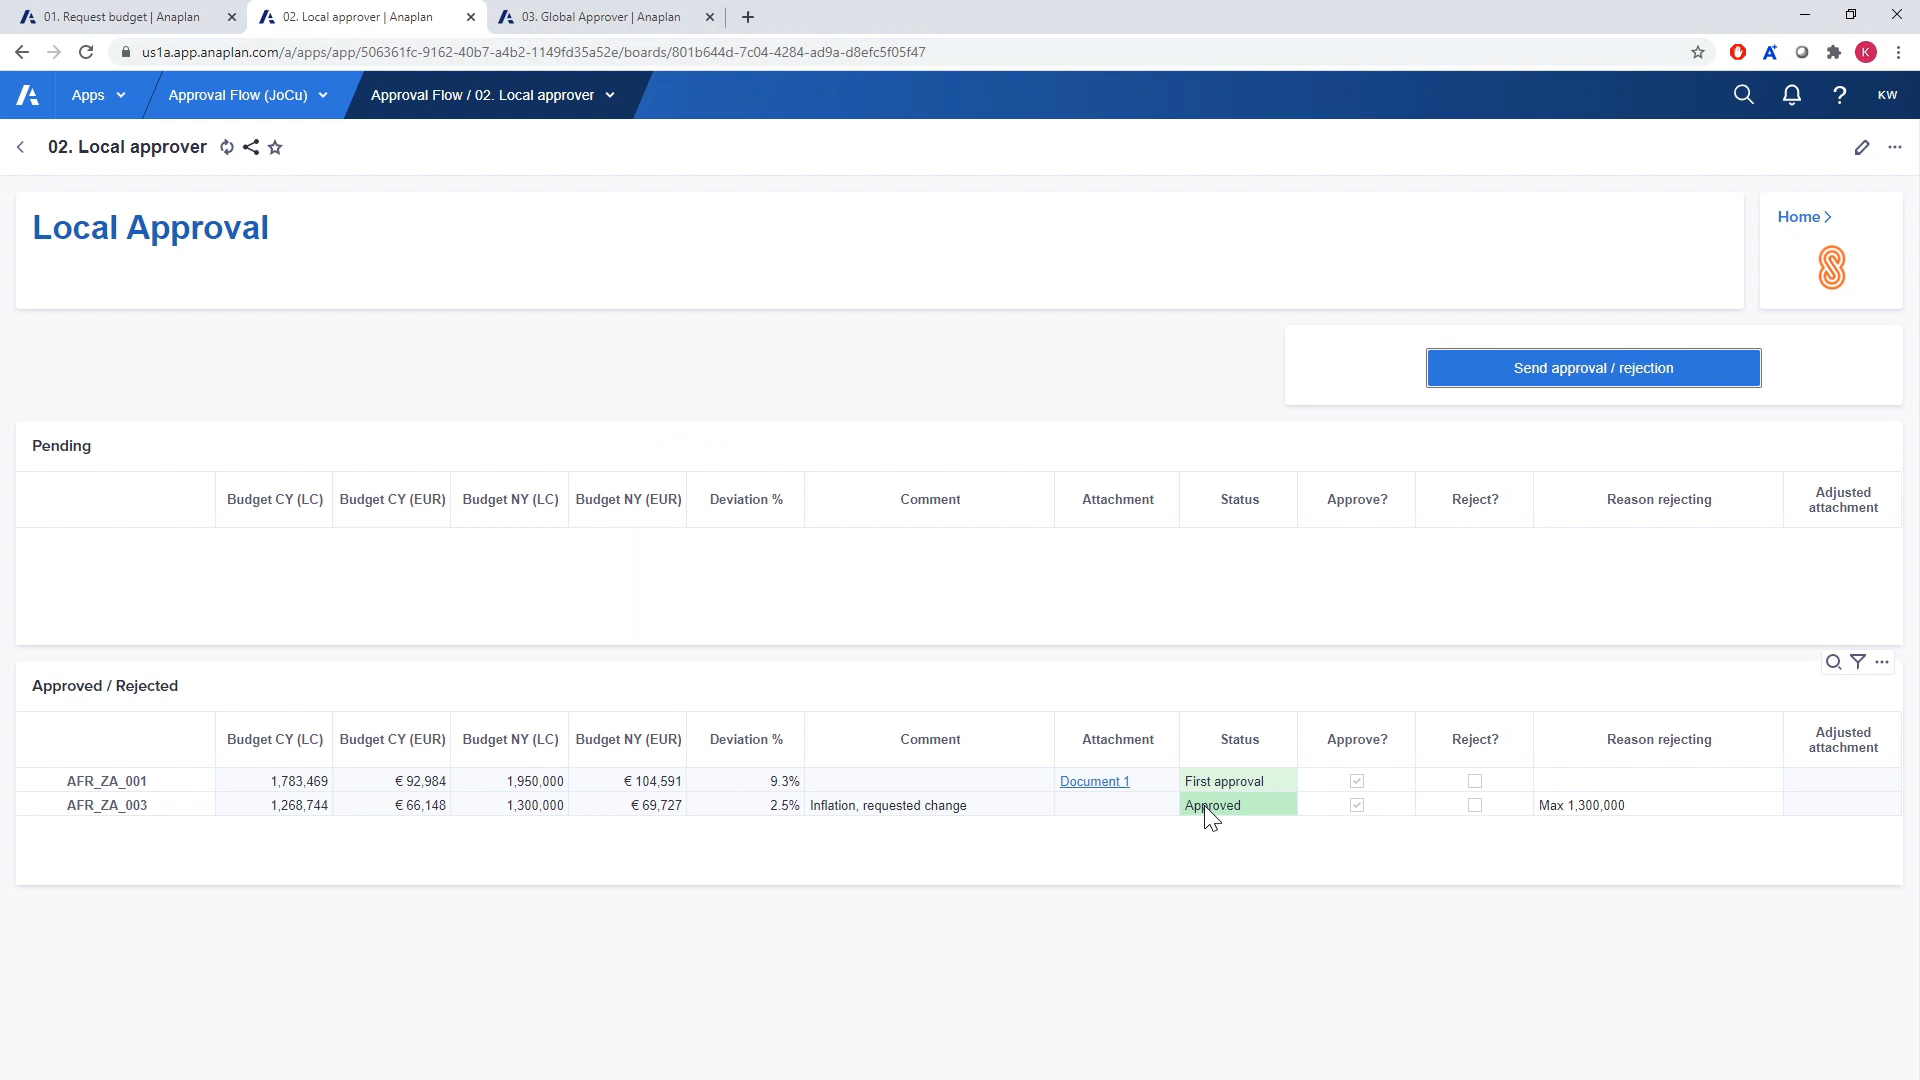 01. Request budget | Anaplan
02. Local approver | Anaplan
03. Global Approver | Anaplan
us1a.app.anaplan.com/a/apps/app/506361fc-9162-40b7-a4b2-1149fd35a52e/boards/801b644d-7c04-4284-ad9a-d8efc5f05f47
K
Apps
Approval Flow (JoCu)
Approval Flow / 02. Local approver
KW
02. Local approver
Local Approval
Home
Send approval / rejection
Pending
Budget CY (LC) Budget CY (EUR) Budget NY (LC) Budget NY (EUR) Deviation % Comment Attachment Status Approve? Reject? Reason rejecting Adjusted attachment
Approved / Rejected
Budget CY (LC) Budget CY (EUR) Budget NY (LC) Budget NY (EUR) Deviation % Comment Attachment Status Approve? Reject? Reason rejecting Adjusted attachment
AFR_ZA_001 1,783,469 € 92,984 1,950,000 € 104,591 9.3% Document 1 First approval
AFR_ZA_003 1,268,744 € 66,148 1,300,000 € 69,727 2.5% Inflation, requested change Approved Max 1,300,000